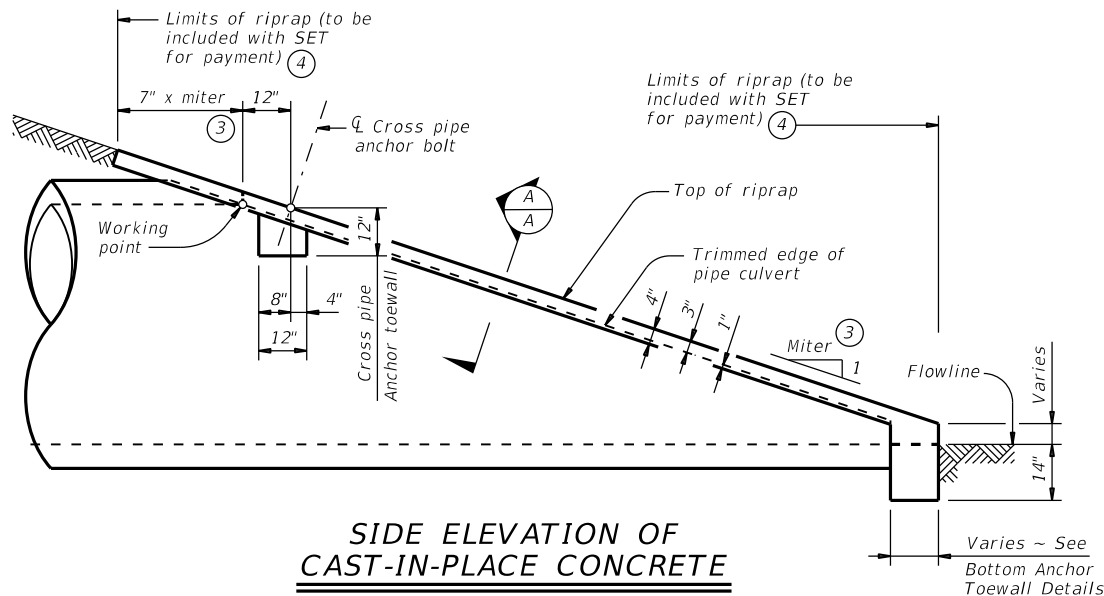 Limits of riprap (to be
included with SET
for payment) 4
7" x miter
12"
3
℄ Cross pipe
anchor bolt
Limits of riprap (to be
included with SET
for payment) 4
A
A
Top of riprap
Working
point
12"
Trimmed edge of
pipe culvert
8"
4"
12"
Cross pipe
Anchor toewall
4"
3"
1"
Miter 3
1
Flowline
Varies
14"
SIDE ELEVATION OF
CAST-IN-PLACE CONCRETE
Varies ~ See
Bottom Anchor
Toewall Details